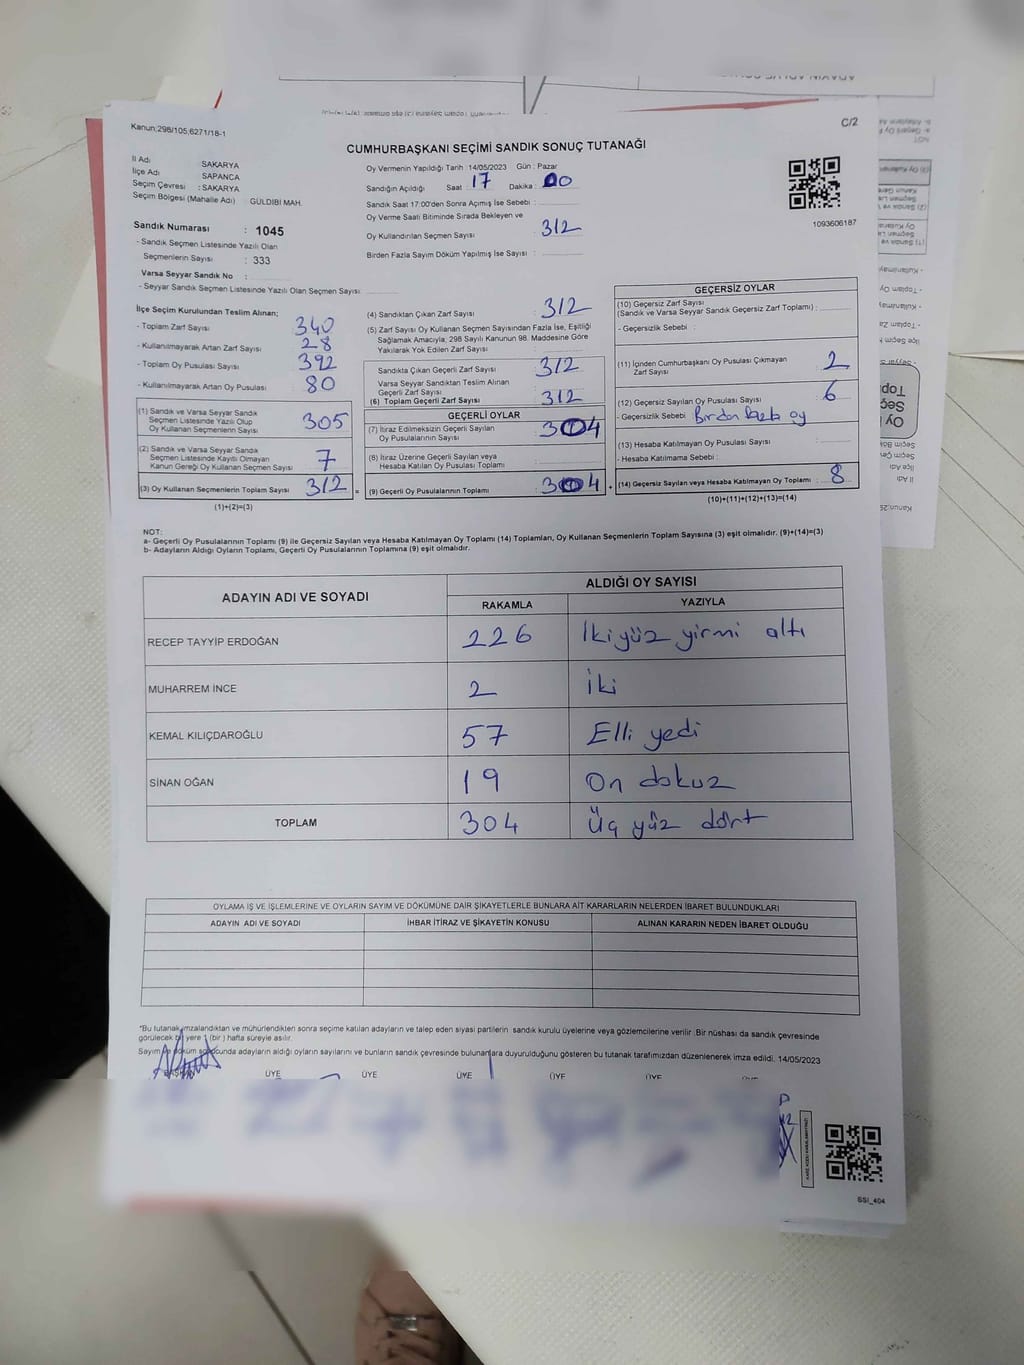 Kanun;298/105,6271/18-1
C/2
CUMHURBAŞKANI SEÇİMİ SANDIK SONUÇ TUTANAĞI
İl Adı SAKARYA
İlçe Adı SAPANCA
Seçim Çevresi : SAKARYA
Seçim Bölgesi (Mahalle Adı) : GÜLDİBİ MAH.
Sandık Numarası : 1045
- Sandık Seçmen Listesinde Yazılı Olan
Seçmenlerin Sayısı : 333
Varsa Seyyar Sandık No :
- Seyyar Sandık Seçmen Listesinde Yazılı Olan Seçmen Sayısı:
Oy Vermenin Yapıldığı Tarih :14/05/2023 Gün : Pazar
Sandığın Açıldığı Saat : 17 Dakika : 00
Sandık Saat 17:00'den Sonra Açımış İse Sebebi :
Oy Verme Saati Bitiminde Sırada Bekleyen ve
Oy Kullandırılan Seçmen Sayısı : 312
Birden Fazla Sayım Döküm Yapılmış İse Sayısı :
1093606187
İlçe Seçim Kurulundan Teslim Alınan;
- Toplam Zarf Sayısı 340
- Kullanılmayarak Artan Zarf Sayısı 28
- Toplam Oy Pusulası Sayısı 392
- Kullanılmayarak Artan Oy Pusulası 80
(1) Sandık ve Varsa Seyyar Sandık
Seçmen Listesinde Yazılı Olup
Oy Kullanan Seçmenlerin Sayısı 305
(2) Sandık ve Varsa Seyyar Sandık
Seçmen Listesinde Kayıtlı Olmayan
Kanun Gereği Oy Kullanan Seçmen Sayısı 7
(3) Oy Kullanan Seçmenlerin Toplam Sayısı 312
(1)+(2)=(3)
(4) Sandıktan Çıkan Zarf Sayısı : 312
(5) Zarf Sayısı Oy Kullanan Seçmen Sayısından Fazla İse, Eşitliği
Sağlamak Amacıyla, 298 Sayılı Kanunun 98. Maddesine Göre
Yakılarak Yok Edilen Zarf Sayısı :
Sandıkta Çıkan Geçerli Zarf Sayısı : 312
Varsa Seyyar Sandıktan Teslim Alınan
Geçerli Zarf Sayısı :
(6) Toplam Geçerli Zarf Sayısı : 312
GEÇERLİ OYLAR
(7) İtiraz Edilmeksizin Geçerli Sayılan
Oy Pusulalarının Sayısı : 304
(8) İtiraz Üzerine Geçerli Sayılan veya
Hesaba Katılan Oy Pusulası Toplamı :
= (9) Geçerli Oy Pusulalarının Toplamı : 304 +
GEÇERSİZ OYLAR
(10) Geçersiz Zarf Sayısı
(Sandık ve Varsa Seyyar Sandık Geçersiz Zarf Toplamı) :
- Geçersizlik Sebebi :
(11) İçinden Cumhurbaşkanı Oy Pusulası Çıkmayan
Zarf Sayısı : 2
(12) Geçersiz Sayılan Oy Pusulası Sayısı : 6
- Geçersizlik Sebebi : Birden fazla oy
(13) Hesaba Katılmayan Oy Pusulası Sayısı :
- Hesaba Katılmama Sebebi :
(14) Geçersiz Sayılan veya Hesaba Katılmayan Oy Toplamı : 8
(10)+(11)+(12)+(13)=(14)
NOT:
a- Geçerli Oy Pusulalarının Toplamı (9) ile Geçersiz Sayılan veya Hesaba Katılmayan Oy Toplamı (14) Toplamları, Oy Kullanan Seçmenlerin Toplam Sayısına (3) eşit olmalıdır. (9)+(14)=(3)
b- Adayların Aldığı Oyların Toplamı, Geçerli Oy Pusulalarının Toplamına (9) eşit olmalıdır.
ADAYIN ADI VE SOYADI ALDIĞI OY SAYISI
RAKAMLA YAZIYLA
RECEP TAYYİP ERDOĞAN 226 İkiyüz yirmi altı
MUHARREM İNCE 2 İki
KEMAL KILIÇDAROĞLU 57 Elli yedi
SİNAN OĞAN 19 On dokuz
TOPLAM 304 Üç yüz dört
OYLAMA İŞ VE İŞLEMLERİNE VE OYLARIN SAYIM VE DÖKÜMÜNE DAİR ŞİKAYETLERLE BUNLARA AİT KARARLARIN NELERDEN İBARET BULUNDUKLARI
ADAYIN ADI VE SOYADI İHBAR İTİRAZ VE ŞİKAYETİN KONUSU ALINAN KARARIN NEDEN İBARET OLDUĞU
*Bu tutanak imzalandıktan ve mühürlendikten sonra seçime katılan adayların ve talep eden siyasi partilerin sandık kurulu üyelerine veya gözlemcilerine verilir. Bir nüshası da sandık çevresinde
görülecek bir yere 1 (bir) hafta süreyle asılır.
Sayım ve döküm sonucunda adayların aldığı oyların sayılarını ve bunların sandık çevresinde bulunanlara duyurulduğunu gösteren bu tutanak tarafımızdan düzenlenerek imza edildi. 14/05/2023
BAŞKAN ÜYE ÜYE ÜYE ÜYE ÜYE
SSİ_404